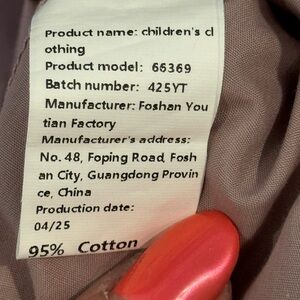 Product name: children's cl
othing
Product model: 66369
Batch number: 425YT
Manufacturer: Foshan You
tian Factory
Manufacturer's address:
No. 48, Foping Road, Fosh
an City, Guangdong Provin
ce, China
Production date:
04/25
95% Cotton